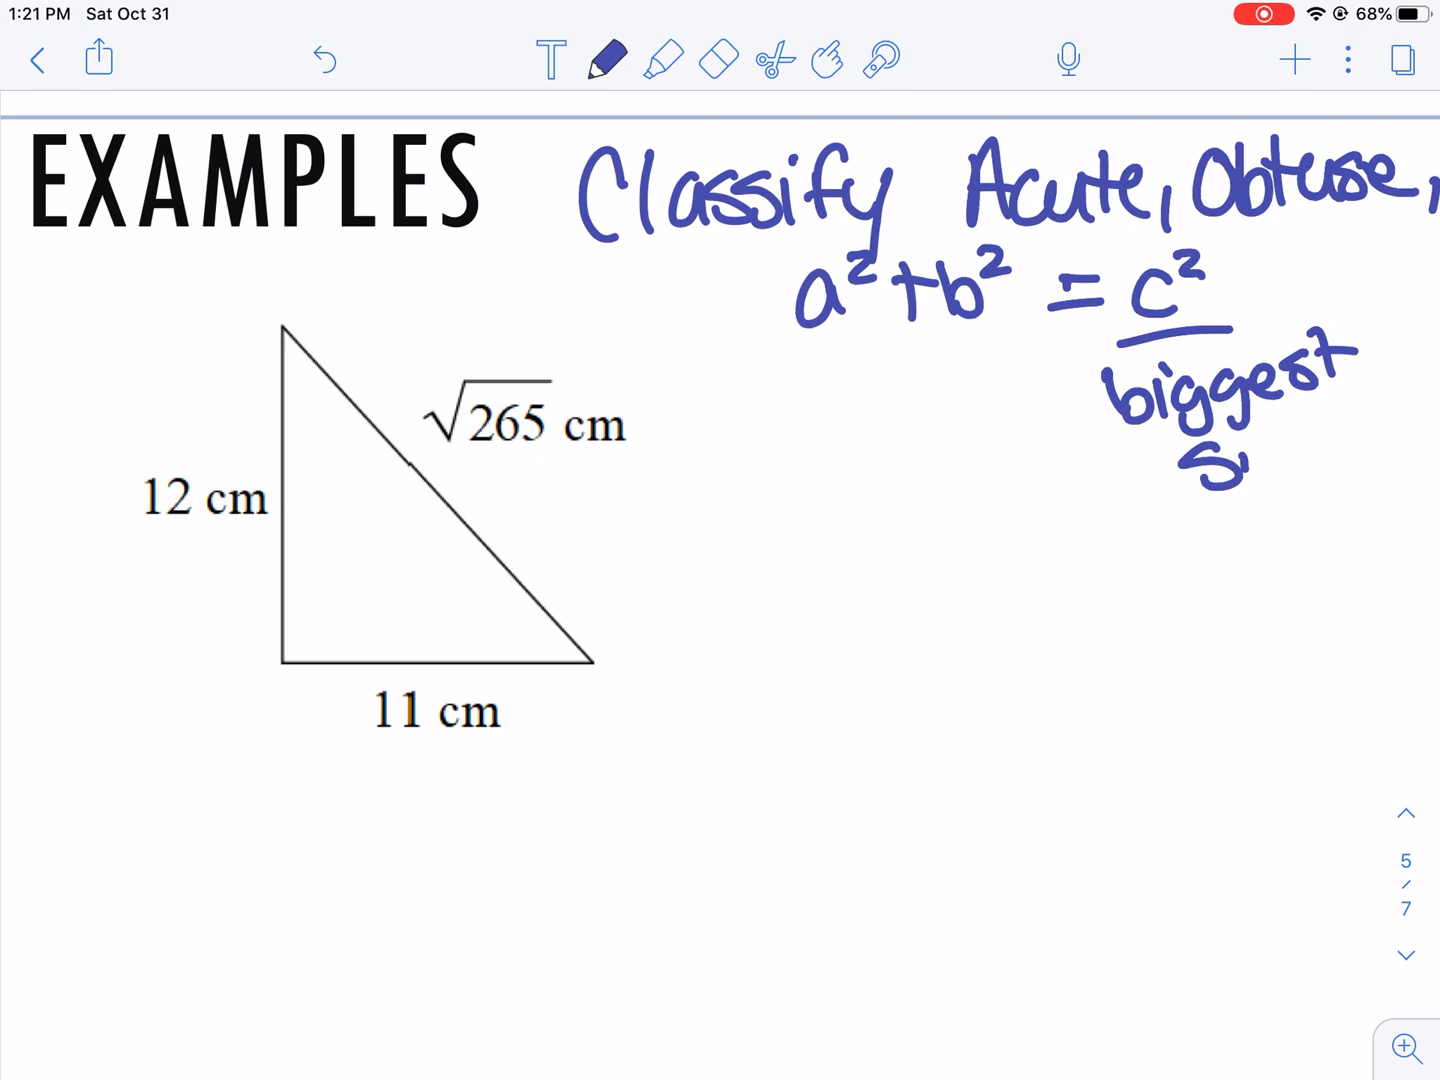 1:21 PM Sat Oct 31
68%
T
EXAMPLES
Classify Acute, Obtuse,
a² + b² = c²
biggest
√265 cm
12 cm
11 cm
5
/
7